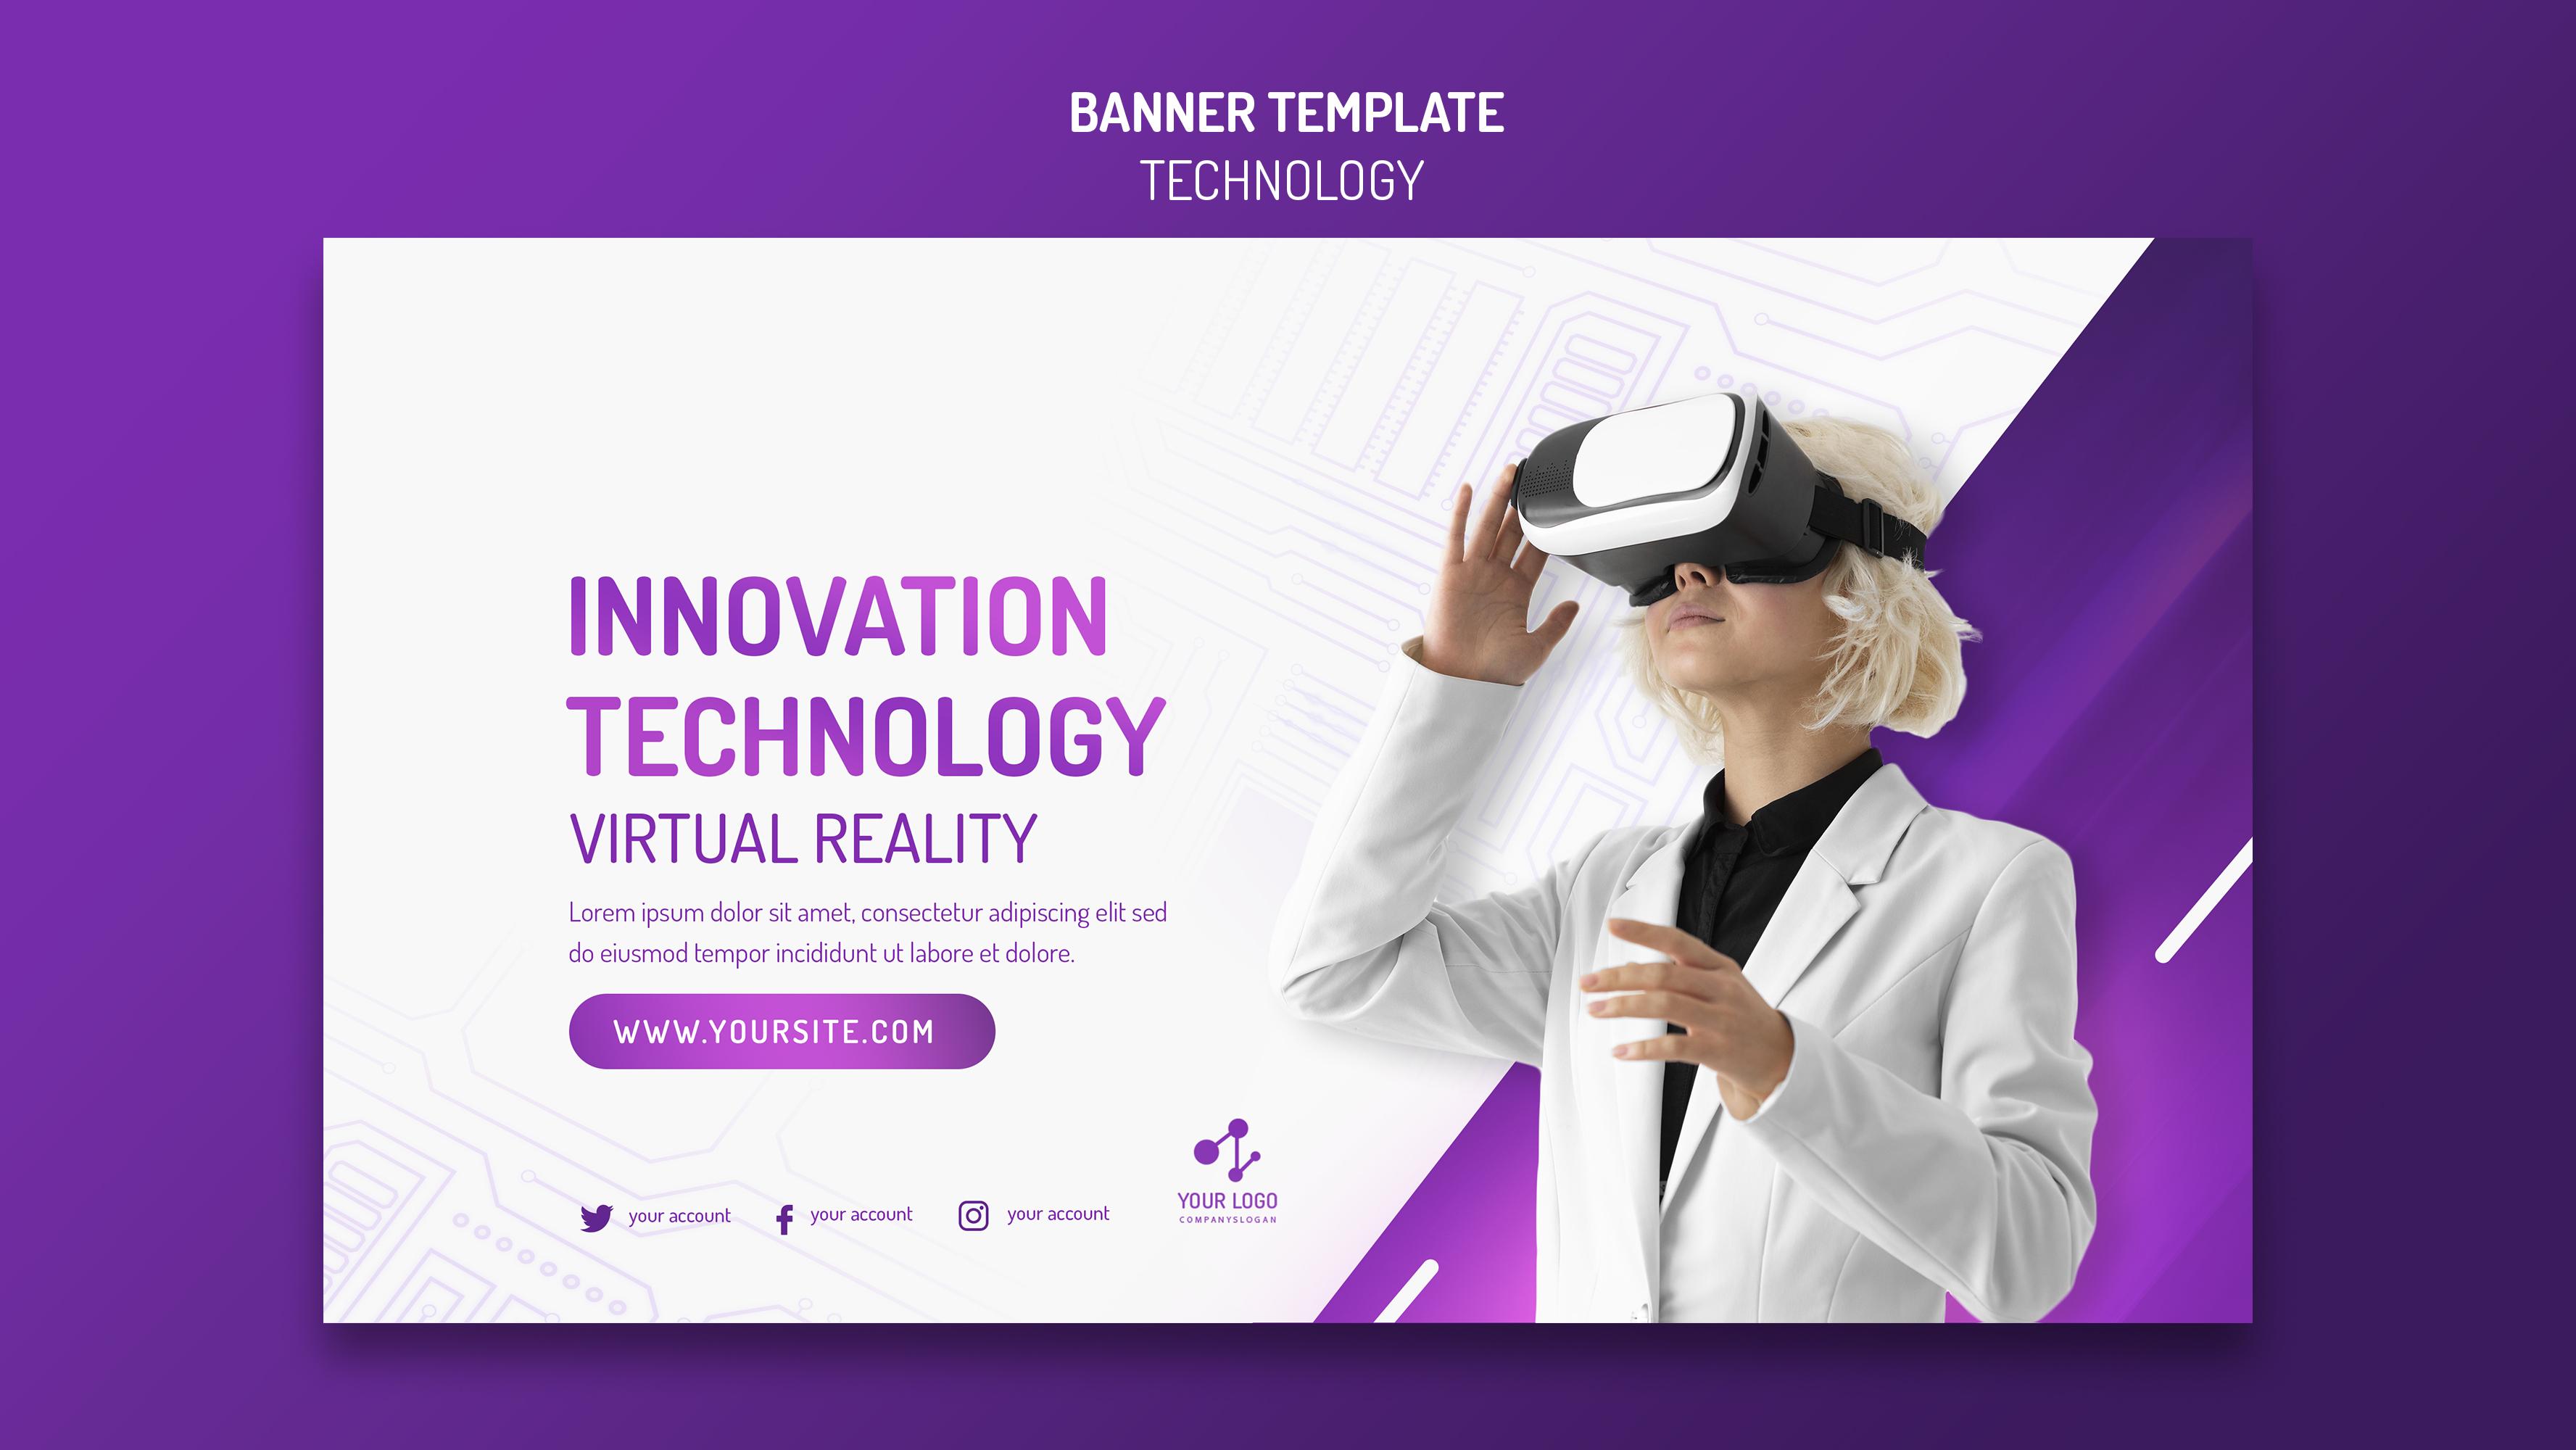 BANNER TEMPLATE
TECHNOLOGY
INNOVATION
TECHNOLOGY
VIRTUAL REALITY
Lorem ipsum dolor sit amet, consectetur adipiscing elit sed
do eiusmod tempor incididunt ut labore et dolore.
WWW.YOURSITE.COM
your account
your account
your account
YOUR LOGO
COMPANYSLOGAN